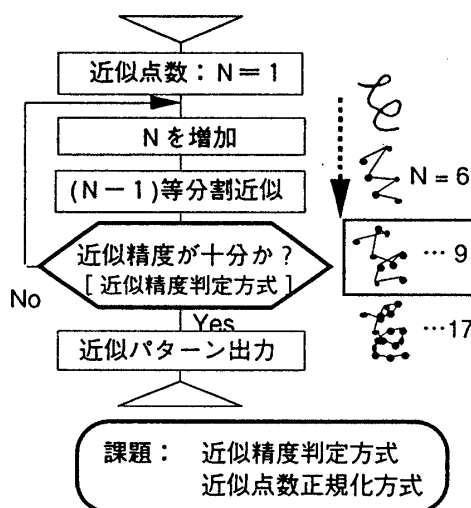 近似点数：N＝1
Nを増加
(N－1)等分割近似
近似精度が十分か？
[近似精度判定方式]
No
Yes
近似パターン出力
N = 6
… 9
…17
課題： 近似精度判定方式
近似点数正規化方式